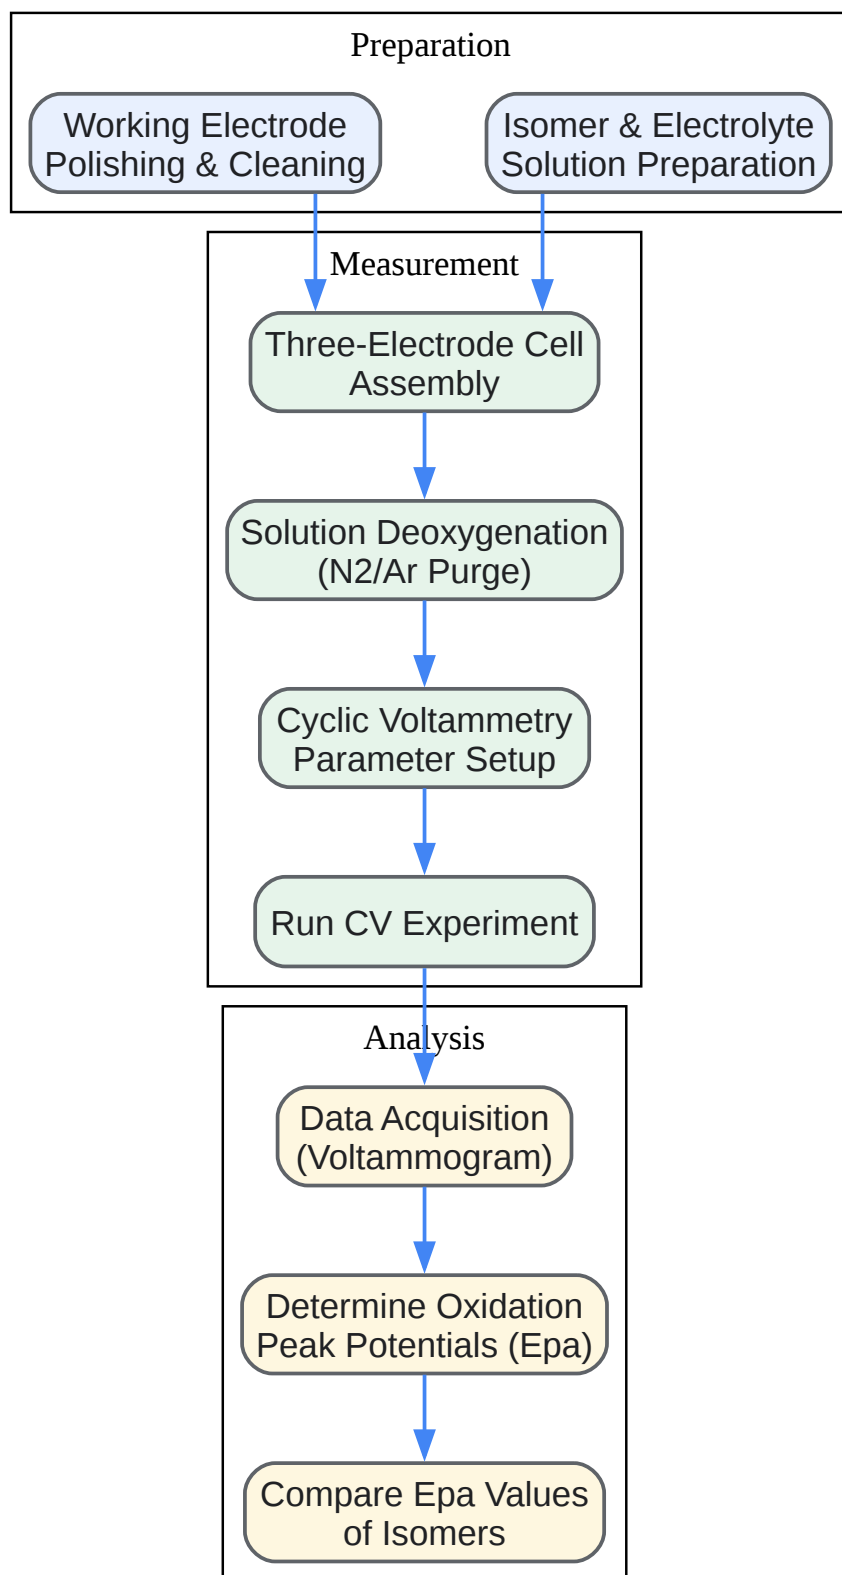 Preparation
Working Electrode
Polishing & Cleaning
Isomer & Electrolyte
Solution Preparation
Measurement
Three-Electrode Cell
Assembly
Solution Deoxygenation
(N2/Ar Purge)
Cyclic Voltammetry
Parameter Setup
Run CV Experiment
Analysis
Data Acquisition
(Voltammogram)
Determine Oxidation
Peak Potentials (Epa)
Compare Epa Values
of Isomers